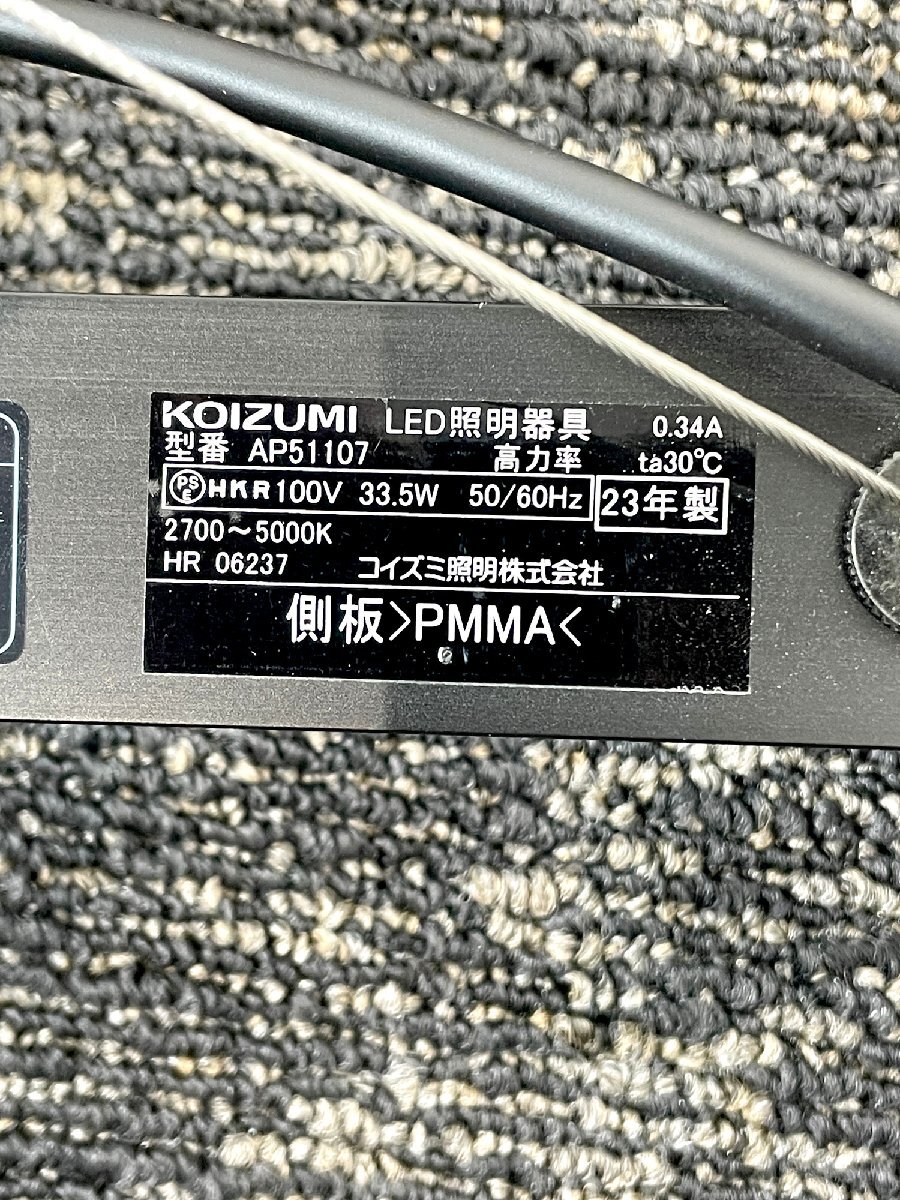 KOIZUMI LED照明器具 0.34A
型番 AP51107 高力率 ta30℃
PSE HKR 100V 33.5W 50/60Hz 23年製
2700～5000K
HR 06237 コイズミ照明株式会社
側板>PMMA<